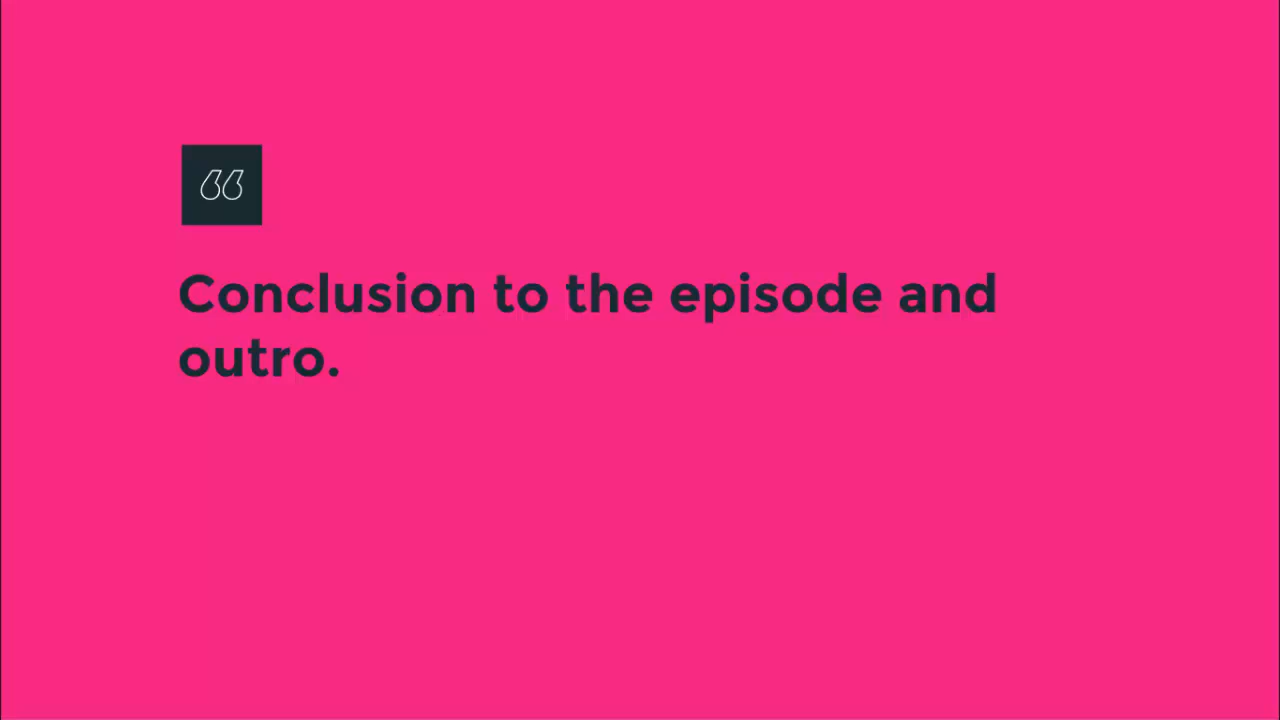 Conclusion to the episode and
outro.